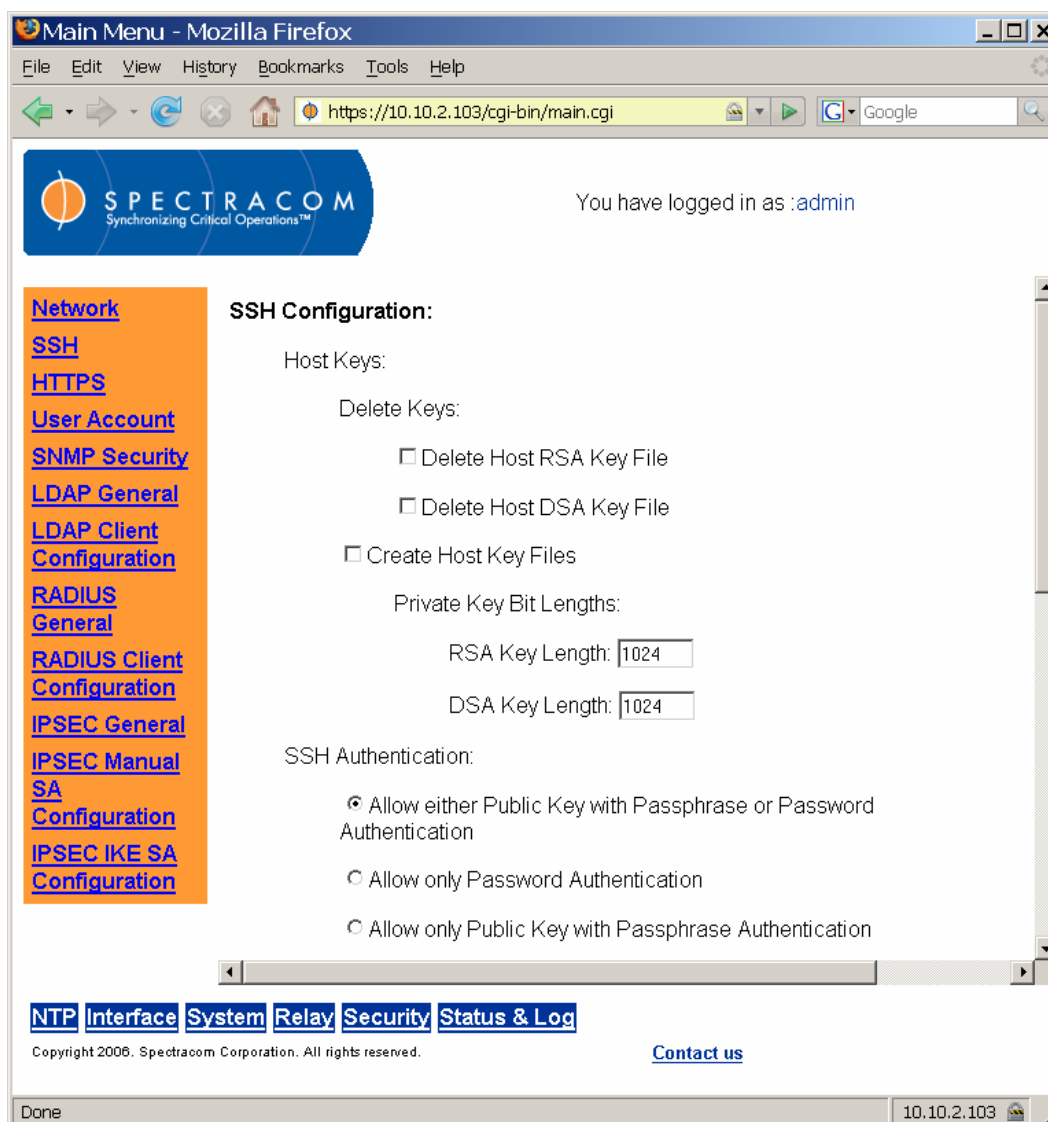 Main Menu - Mozilla Firefox
File Edit View History Bookmarks Tools Help
https://10.10.2.103/cgi-bin/main.cgi
G Google
SPECTRACOM
Synchronizing Critical Operations™
You have logged in as :admin
Network
SSH
HTTPS
User Account
SNMP Security
LDAP General
LDAP Client
Configuration
RADIUS
General
RADIUS Client
Configuration
IPSEC General
IPSEC Manual
SA
Configuration
IPSEC IKE SA
Configuration
SSH Configuration:
Host Keys:
Delete Keys:
Delete Host RSA Key File
Delete Host DSA Key File
Create Host Key Files
Private Key Bit Lengths:
RSA Key Length: 1024
DSA Key Length: 1024
SSH Authentication:
Allow either Public Key with Passphrase or Password
Authentication
Allow only Password Authentication
Allow only Public Key with Passphrase Authentication
NTP Interface System Relay Security Status & Log
Copyright 2006. Spectracom Corporation. All rights reserved.
Contact us
Done
10.10.2.103